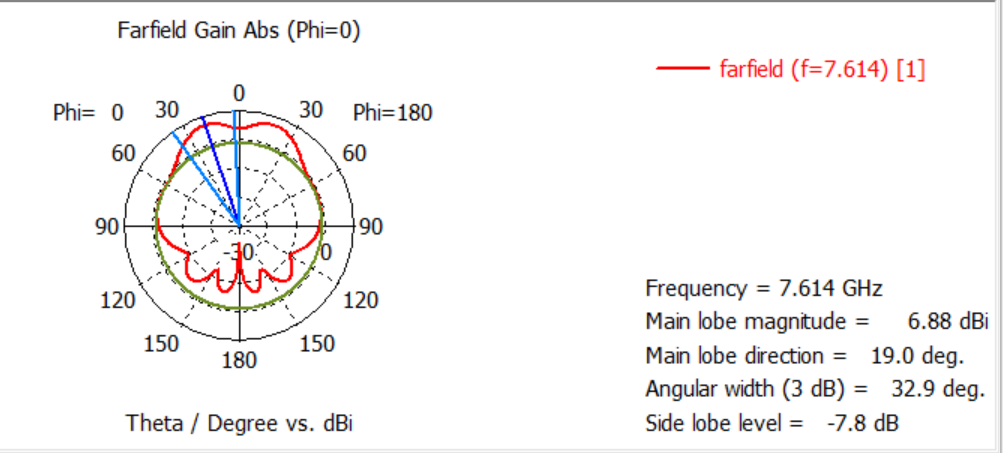 Farfield Gain Abs (Phi=0)
farfield (f=7.614) [1]
0
Phi= 0 30 30 Phi=180
60 60
90 90
-30 0
120 120
150 150
180
Theta / Degree vs. dBi
Frequency = 7.614 GHz
Main lobe magnitude = 6.88 dBi
Main lobe direction = 19.0 deg.
Angular width (3 dB) = 32.9 deg.
Side lobe level = -7.8 dB